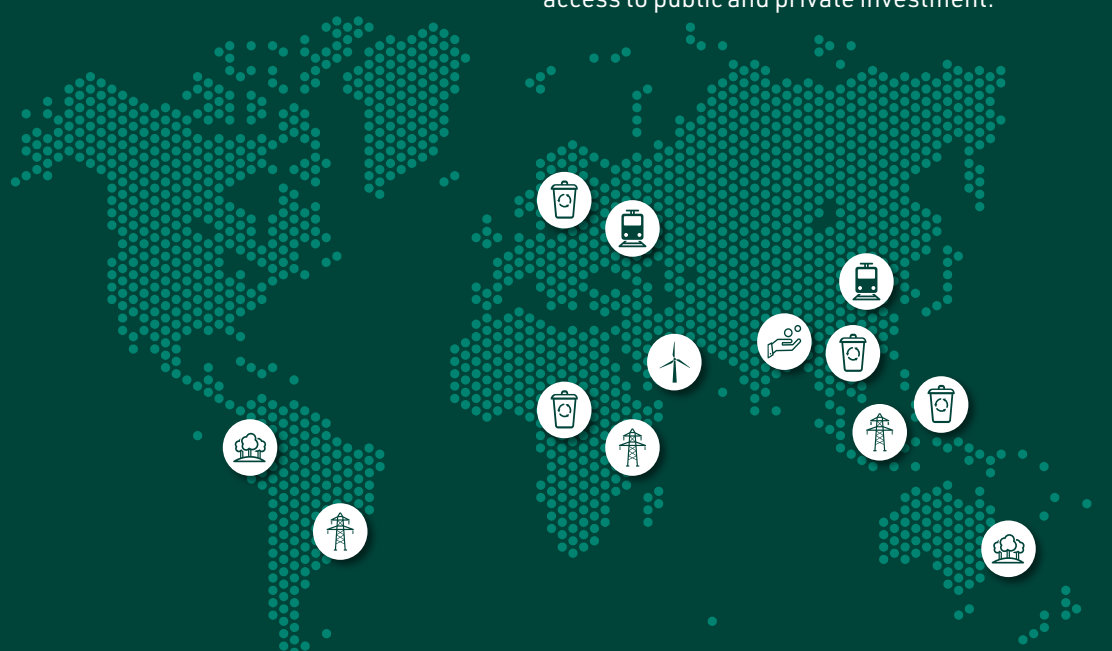 access to public and private investment.